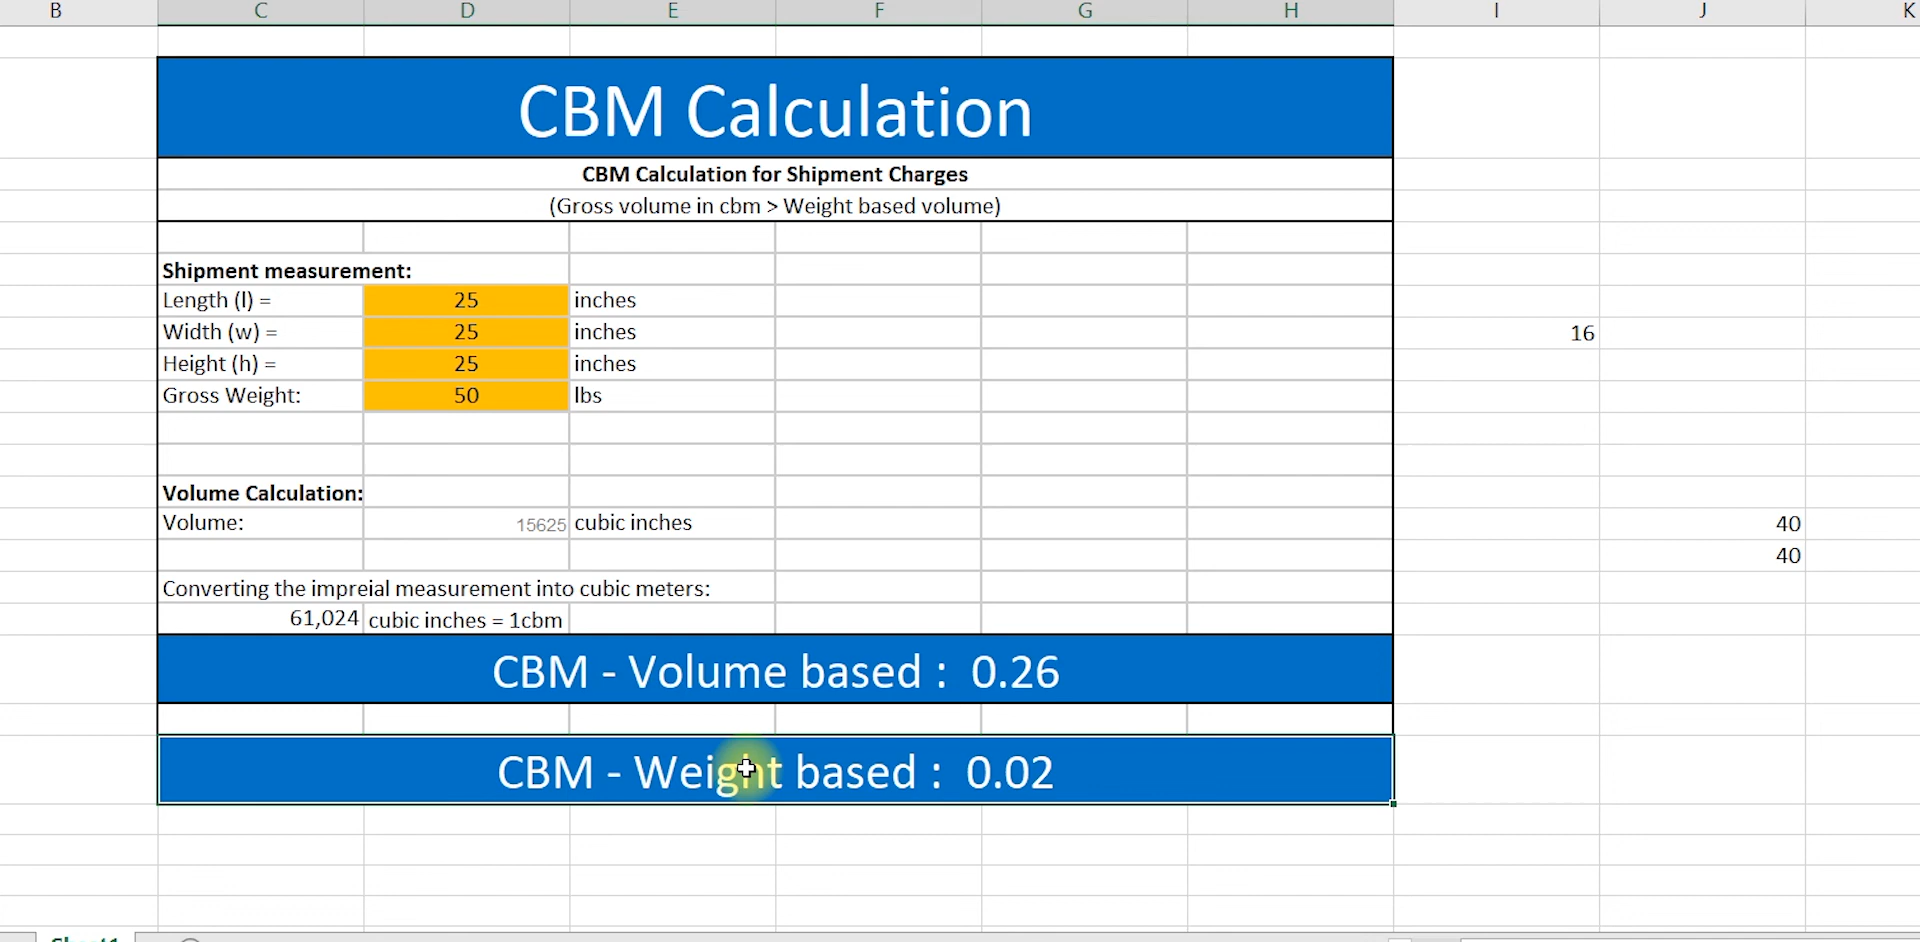 B C D E F G H I J K
CBM Calculation
CBM Calculation for Shipment Charges
(Gross volume in cbm > Weight based volume)
Shipment measurement:
Length (l) = 25 inches
Width (w) = 25 inches 16
Height (h) = 25 inches
Gross Weight: 50 lbs
Volume Calculation:
Volume: 15625 cubic inches 40
40
Converting the impreial measurement into cubic meters:
61,024 cubic inches = 1cbm
CBM - Volume based : 0.26
CBM - Weight based : 0.02
Sheet1